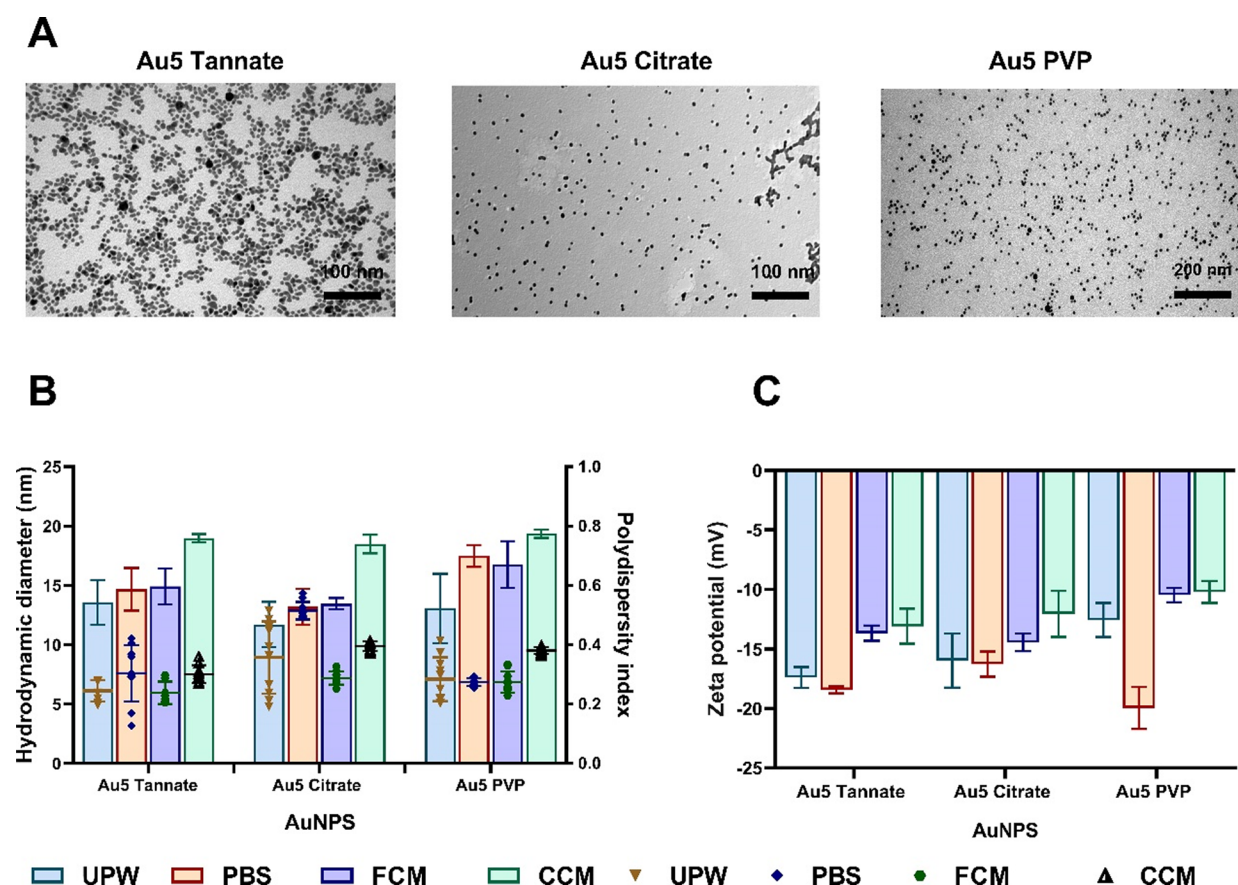 A
Au5 Tannate
Au5 Citrate
Au5 PVP
100 nm
100 nm
200 nm
B
C
Hydrodynamic diameter (nm)
25
20
15
10
5
0
1.0
0.8
0.6
0.4
0.2
0.0
Polydispersity index
Au5 Tannate
Au5 Citrate
Au5 PVP
AuNPS
Zeta potential (mV)
0
-5
-10
-15
-20
-25
Au5 Tannate
Au5 Citrate
Au5 PVP
AuNPS
UPW PBS FCM CCM UPW PBS FCM CCM